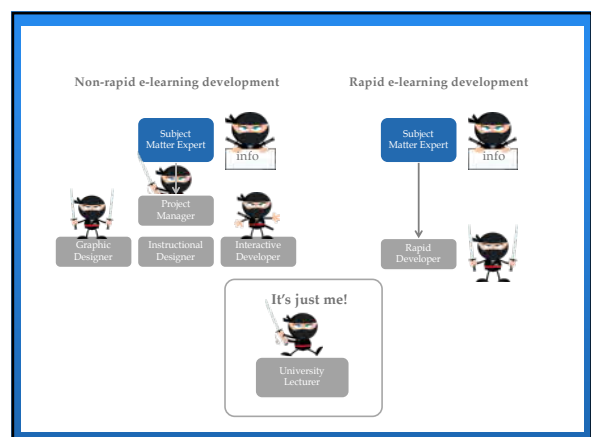 Non-rapid e-learning development
Rapid e-learning development
Subject
Matter Expert
info
Project
Manager
Graphic
Designer
Instructional
Designer
Interactive
Developer
Subject
Matter Expert
info
Rapid
Developer
It's just me!
University
Lecturer